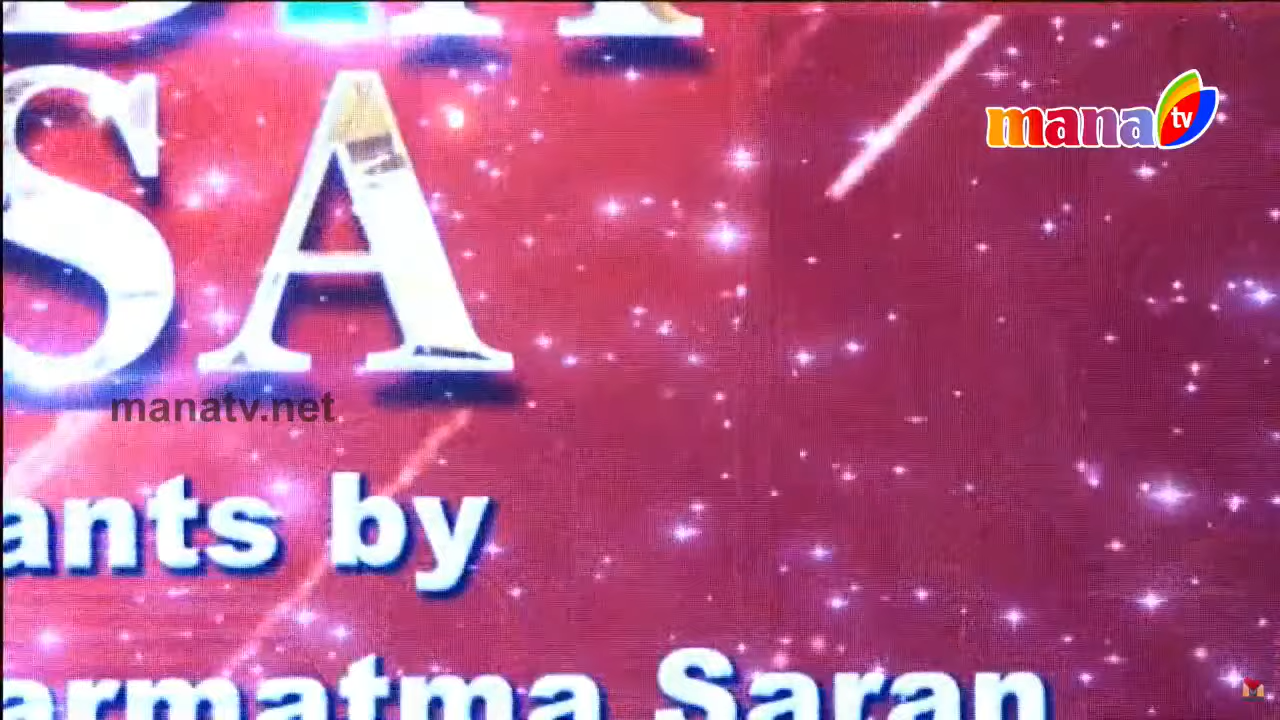 mana tv
SA
manatv.net
ants by
armatma Saran